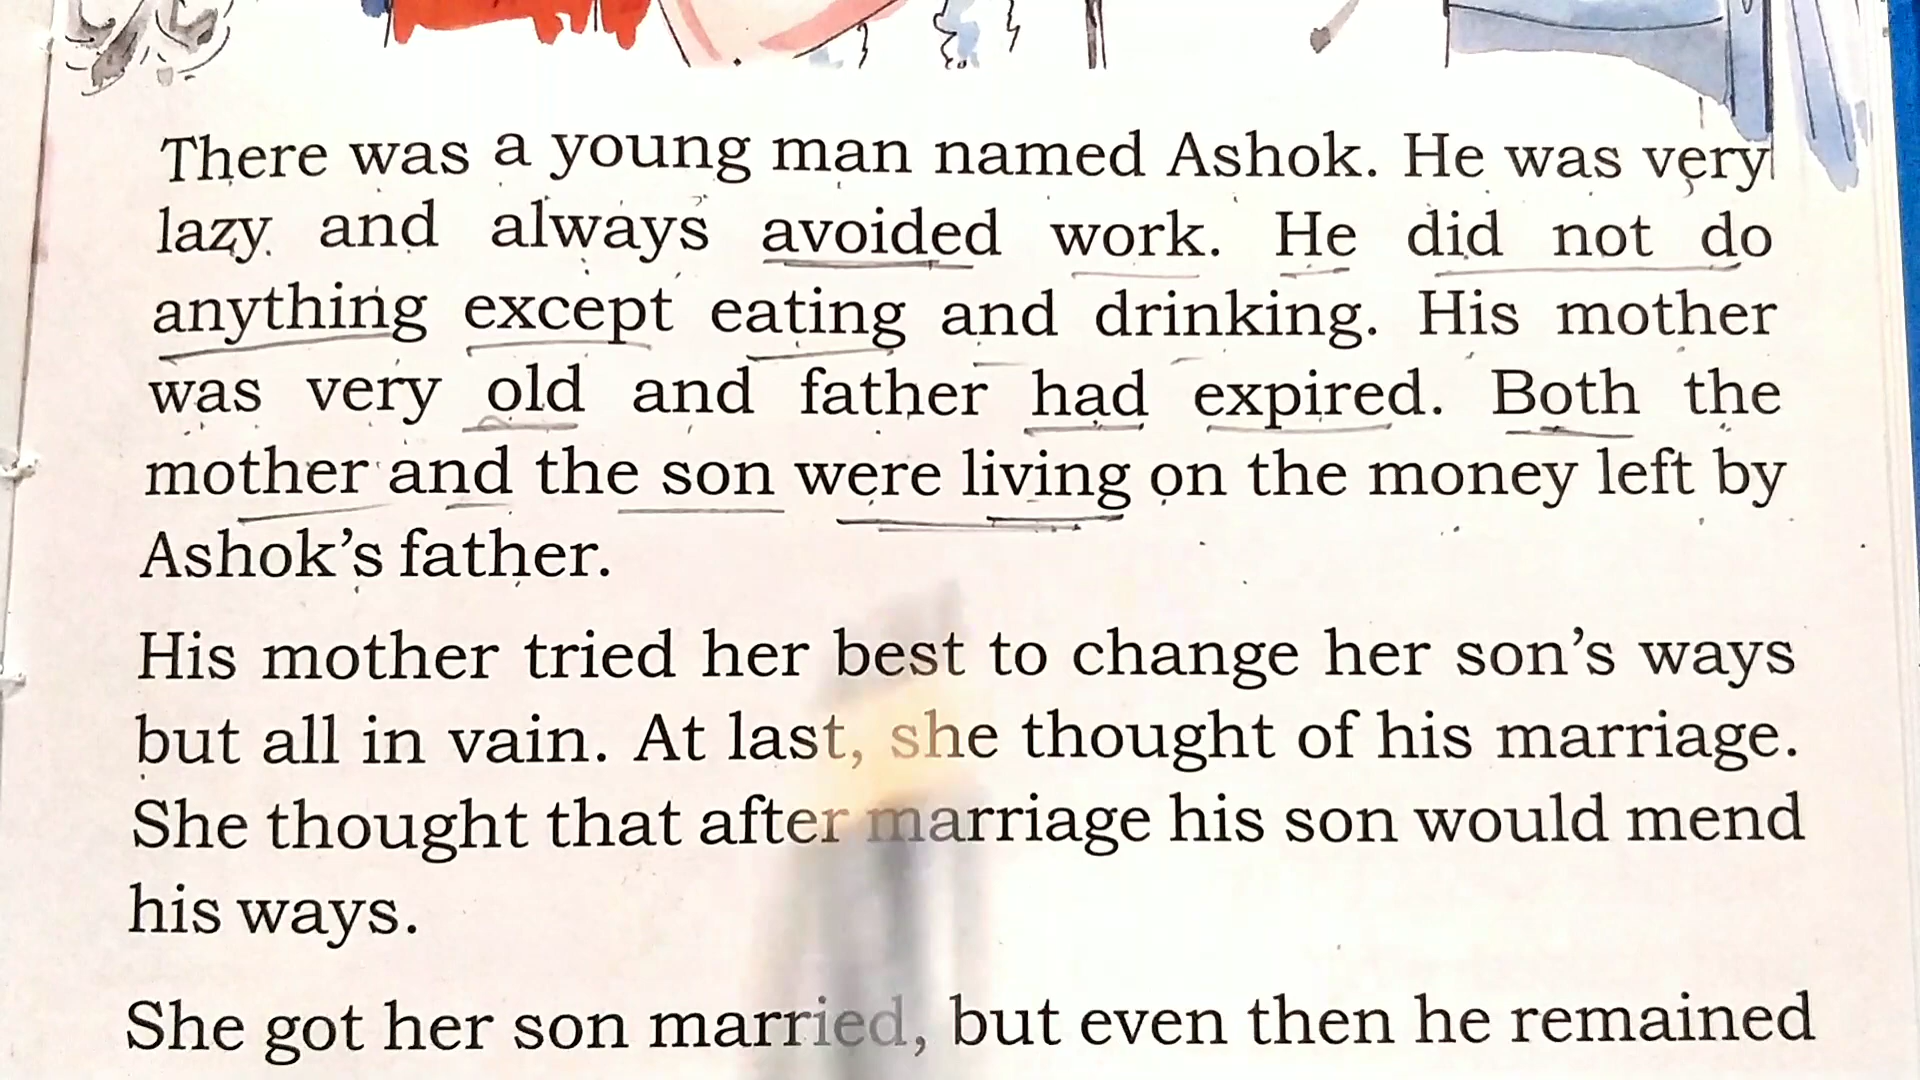 There was a young man named Ashok. He was very
lazy and always avoided work. He did not do
anything except eating and drinking. His mother
was very old and father had expired. Both the
mother and the son were living on the money left by
Ashok's father.
His mother tried her best to change her son's ways
but all in vain. At last, she thought of his marriage.
She thought that after marriage his son would mend
his ways.
She got her son married, but even then he remained